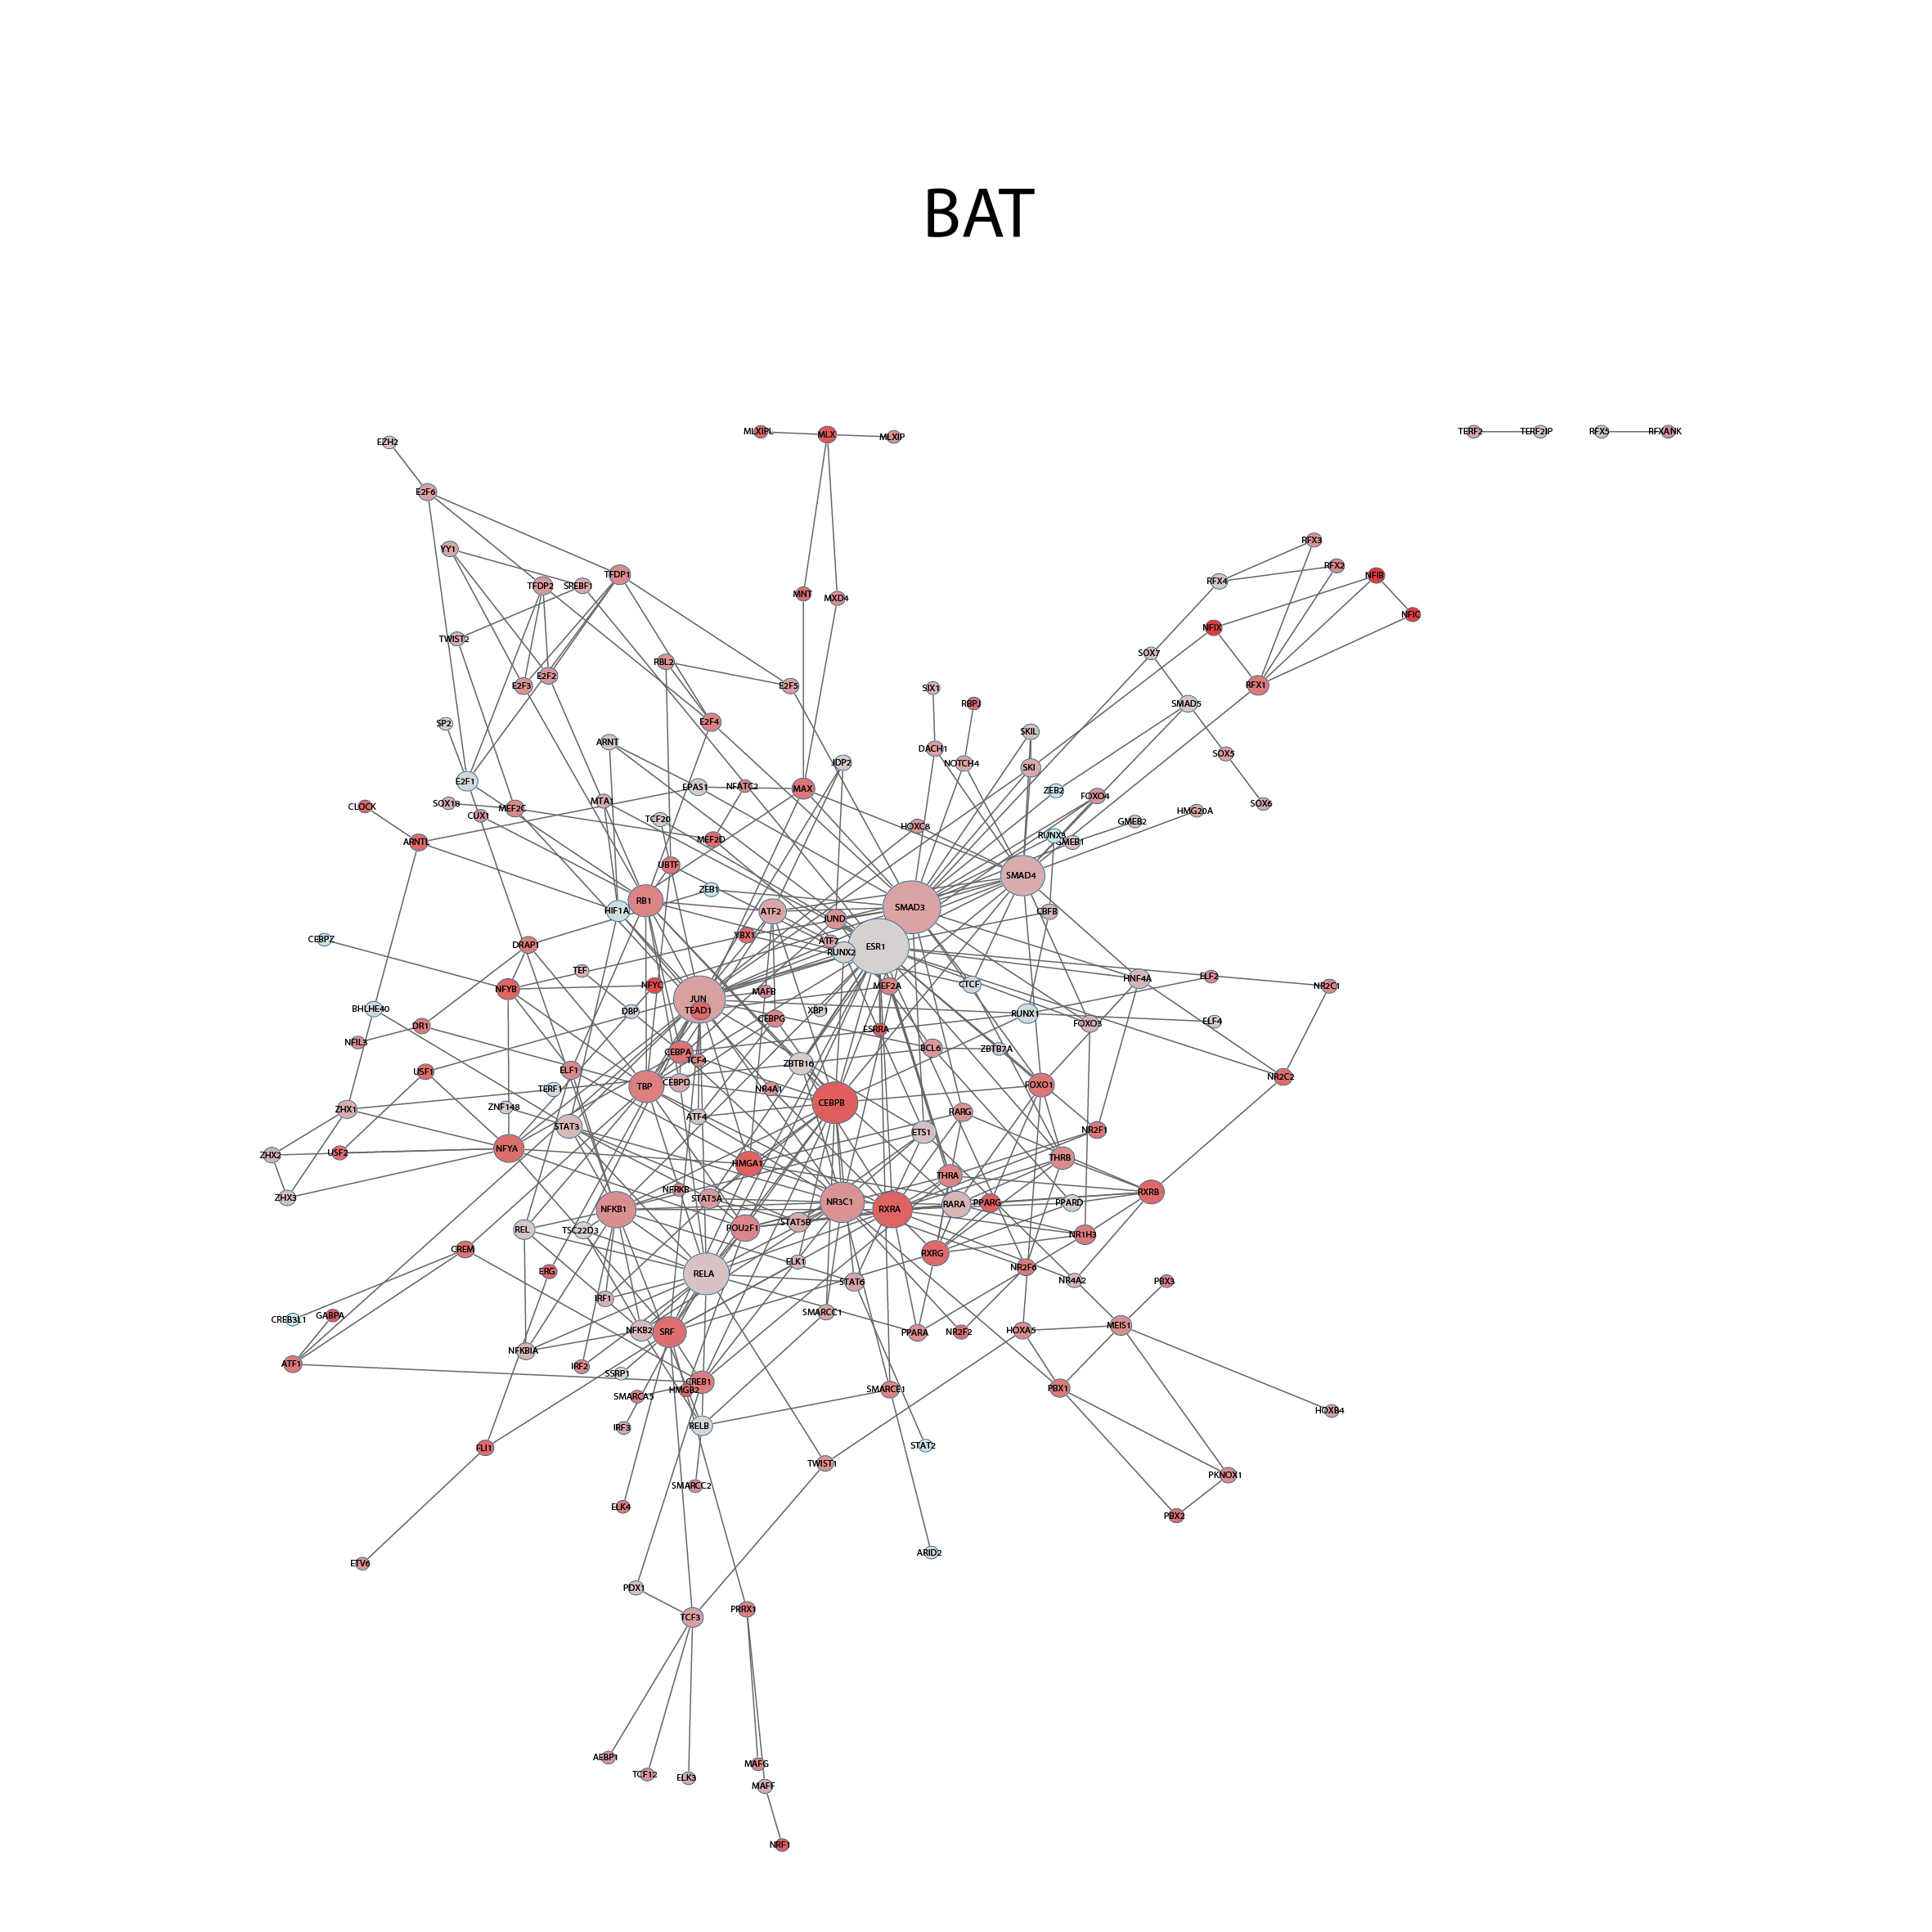 BAT
MLXIPL
MLX
MLXIP
TERF2
TERF2IP
RFX5
RFXANK
EZH2
E2F6
RFX3
YY1
RFX2
TFDP1
NFIB
RFX4
TFDP2
SREBF1
MNT
MXD4
NFIC
NFIX
TWIST2
SOX7
RBL2
E2F2
E2F3
E2F5
RFX1
SIX1
RBPJ
SMAD5
E2F4
SP2
SKIL
ARNT
DACH1
SOX5
JDP2
NOTCH4
SKI
E2F1
EPAS1
NFATC2
MAX
ZEB2
FOXO4
MTA1
SOX18
CLOCK
MEF2C
SOX6
HMG20A
CUX1
TCF20
GMEB2
HOXC8
RUNX3
ARNTL
MEF2D
GMEB1
UBTF
SMAD4
ZEB1
RB1
SMAD3
HIF1A
ATF2
CBFB
JUND
YBX1
CEBPZ
ATF7
DRAP1
ESR1
RUNX2
TEF
ELF2
HNF4A
NFYC
CTCF
MEF2A
NR2C1
NFYB
MAFB
JUN
BHLHE40
DBP
TEAD1
XBP1
RUNX1
CEBPG
ELF4
FOXO3
DR1
ESRRA
NFIL3
BCL6
ZBTB7A
CEBPA
TCF4
ZBTB16
USF1
ELF1
NR2C2
CEBPD
FOXO1
TBP
TERF1
NR4A1
CEBPB
ZNF148
ZHX1
RARG
ATF4
STAT3
ETS1
NR2F1
NFYA
USF2
ZHX2
THRB
HMGA1
THRA
NFRKB
RXRB
ZHX3
STAT5A
NR3C1
RARA
PPARG
PPARD
NFKB1
RXRA
STAT5B
POU2F1
REL
TSC22D3
NR1H3
CREM
RXRG
ELK1
NR2F6
ERG
RELA
NR4A2
PBX3
STAT6
IRF1
SMARCC1
GABPA
CREB3L1
MEIS1
NFKB2
SRF
PPARA
NR2F2
HOXA5
NFKBIA
ATF1
IRF2
SSRP1
CREB1
HMGB2
SMARCE1
PBX1
SMARCA5
HOXB4
RELB
IRF3
STAT2
FLI1
TWIST1
PKNOX1
SMARCC2
ELK4
PBX2
ARID2
ETV6
PDX1
PRRX1
TCF3
AEBP1
MAFG
TCF12
ELK3
MAFF
NRF1